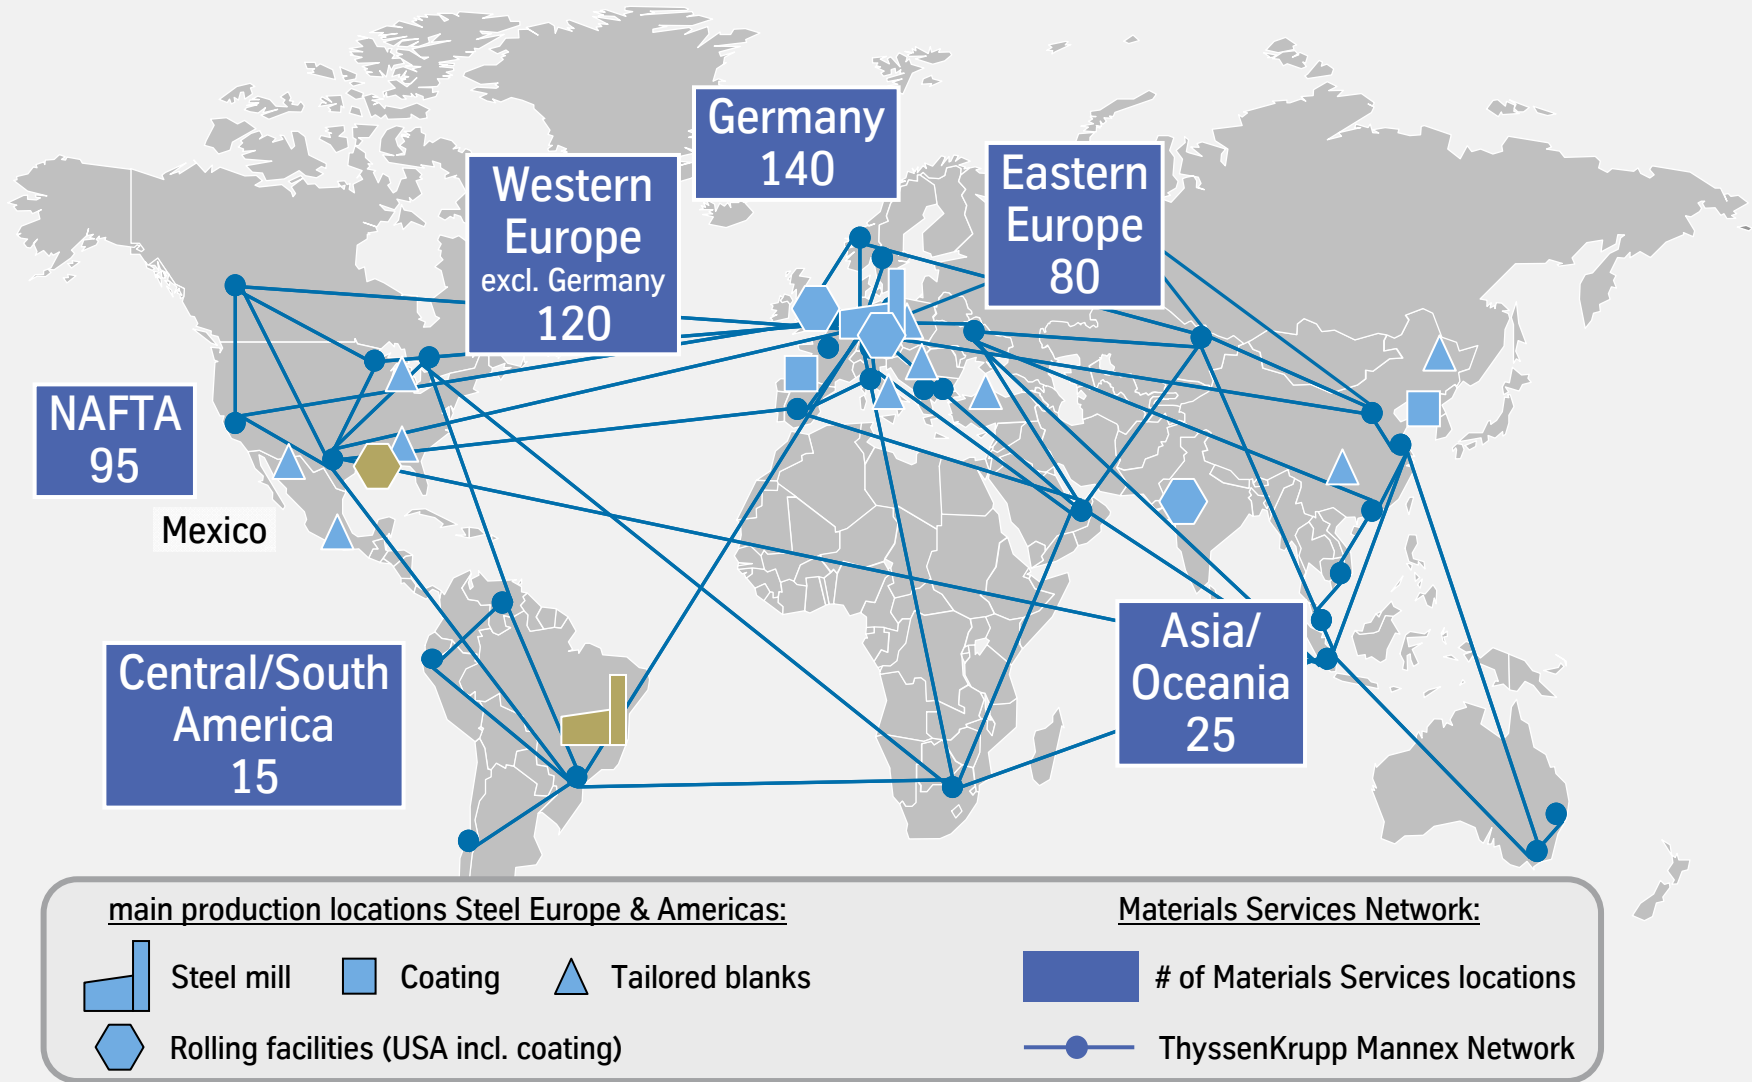 Germany
140
Western
Europe
excl. Germany
120
Eastern
Europe
80
NAFTA
95
Mexico
Central/South
America
15
Asia/
Oceania
25
main production locations Steel Europe & Americas:
Steel mill
Coating
Tailored blanks
Rolling facilities (USA incl. coating)
Materials Services Network:
# of Materials Services locations
ThyssenKrupp Mannex Network